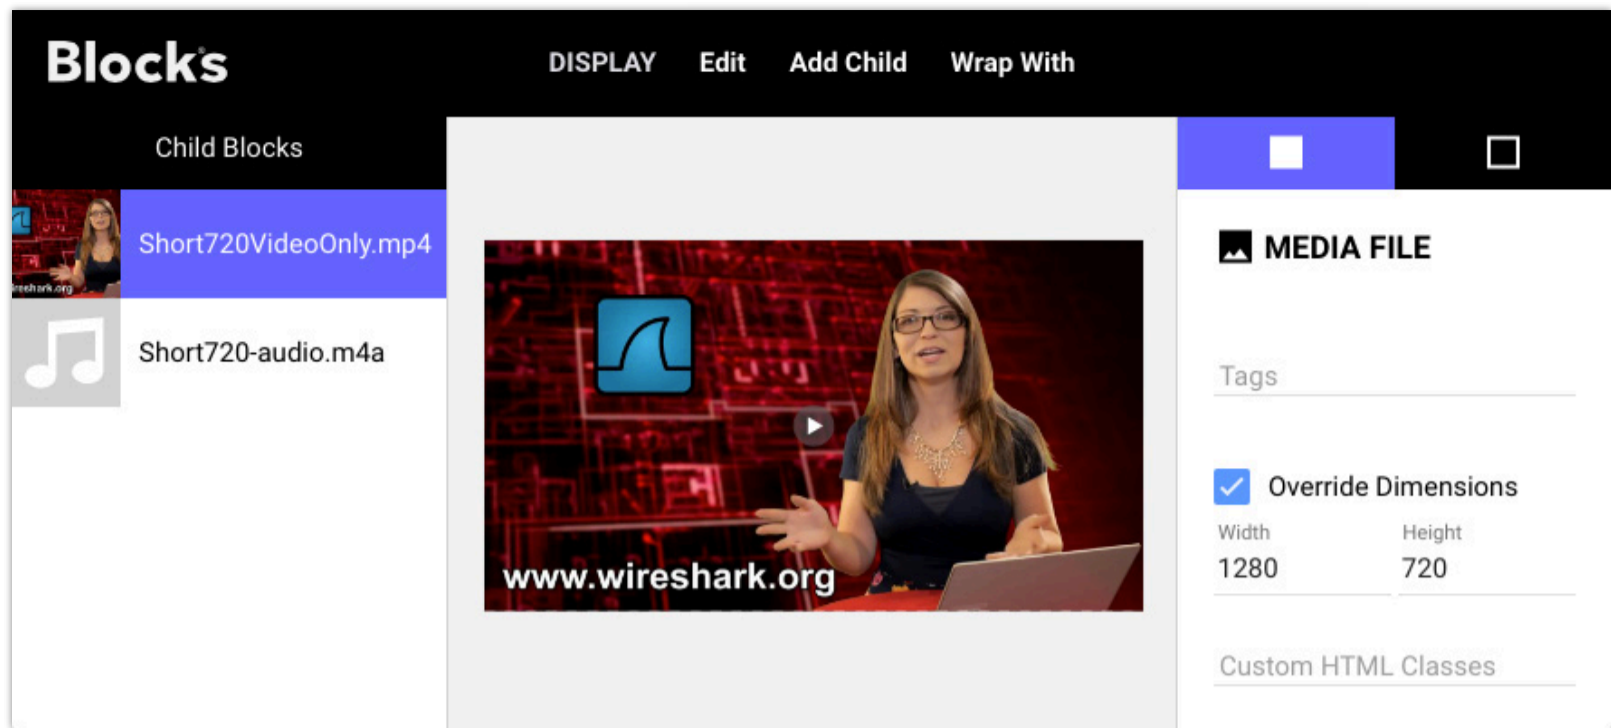 Blocks
DISPLAY Edit Add Child Wrap With
Child Blocks
Short720VideoOnly.mp4
Short720-audio.m4a
www.wireshark.org
MEDIA FILE
Tags
Override Dimensions
Width Height
1280 720
Custom HTML Classes